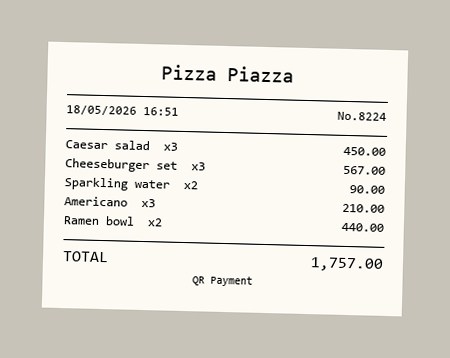 Pizza Piazza
18/05/2026 16:51 No.8224
Caesar salad x3 450.00
Cheeseburger set x3 567.00
Sparkling water x2 90.00
Americano x3 210.00
Ramen bowl x2 440.00
TOTAL 1,757.00
QR Payment